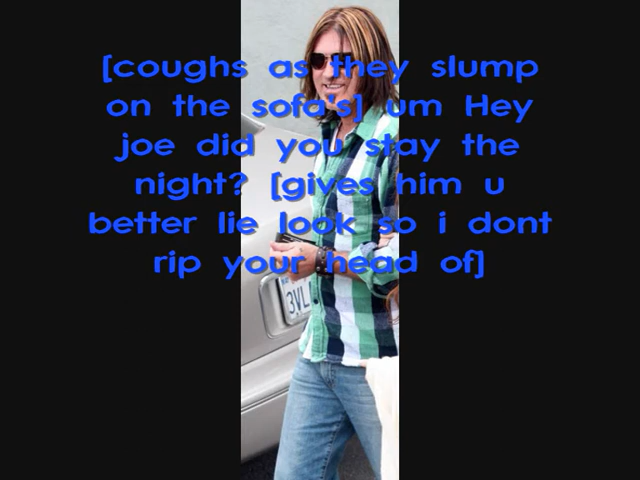 [coughs as they slump
on the sofa's] um Hey
joe did you stay the
night? [gives him u
better lie look so i dont
rip your head of]
3VL